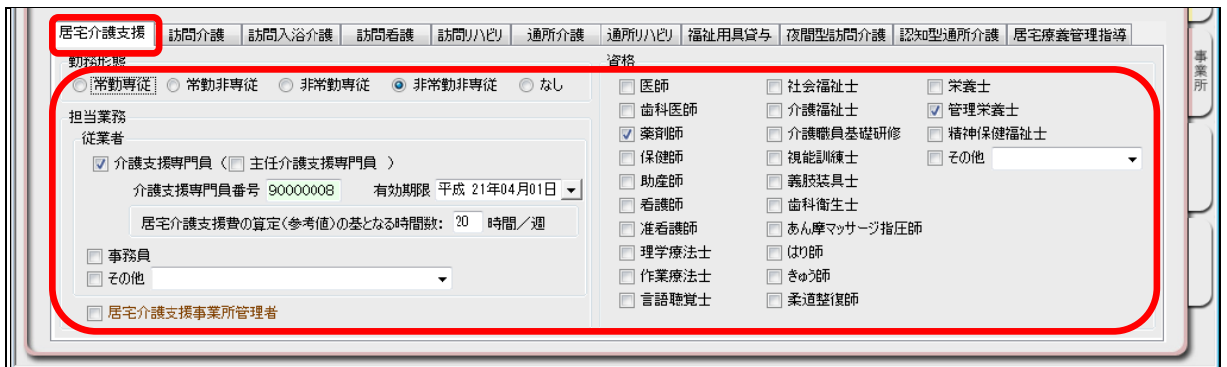 居宅介護支援 訪問介護 訪問入浴介護 訪問看護 訪問リハビリ 通所介護 通所リハビリ 福祉用具貸与 夜間型訪問介護 認知型通所介護 居宅療養管理指導
勤務形態
常勤専従 常勤非専従 非常勤専従 非常勤非専従 なし
担当業務
従業者
介護支援専門員 ( 主任介護支援専門員 )
介護支援専門員番号 90000008 有効期限 平成 21年04月01日
居宅介護支援費の算定(参考値)の基となる時間数: 20 時間/週
事務員
その他
居宅介護支援事業所管理者
資格
医師 社会福祉士 栄養士
歯科医師 介護福祉士 管理栄養士
薬剤師 介護職員基礎研修 精神保健福祉士
保健師 視能訓練士 その他
助産師 義肢装具士
看護師 歯科衛生士
准看護師 あん摩マッサージ指圧師
理学療法士 はり師
作業療法士 きゅう師
言語聴覚士 柔道整復師
事業所